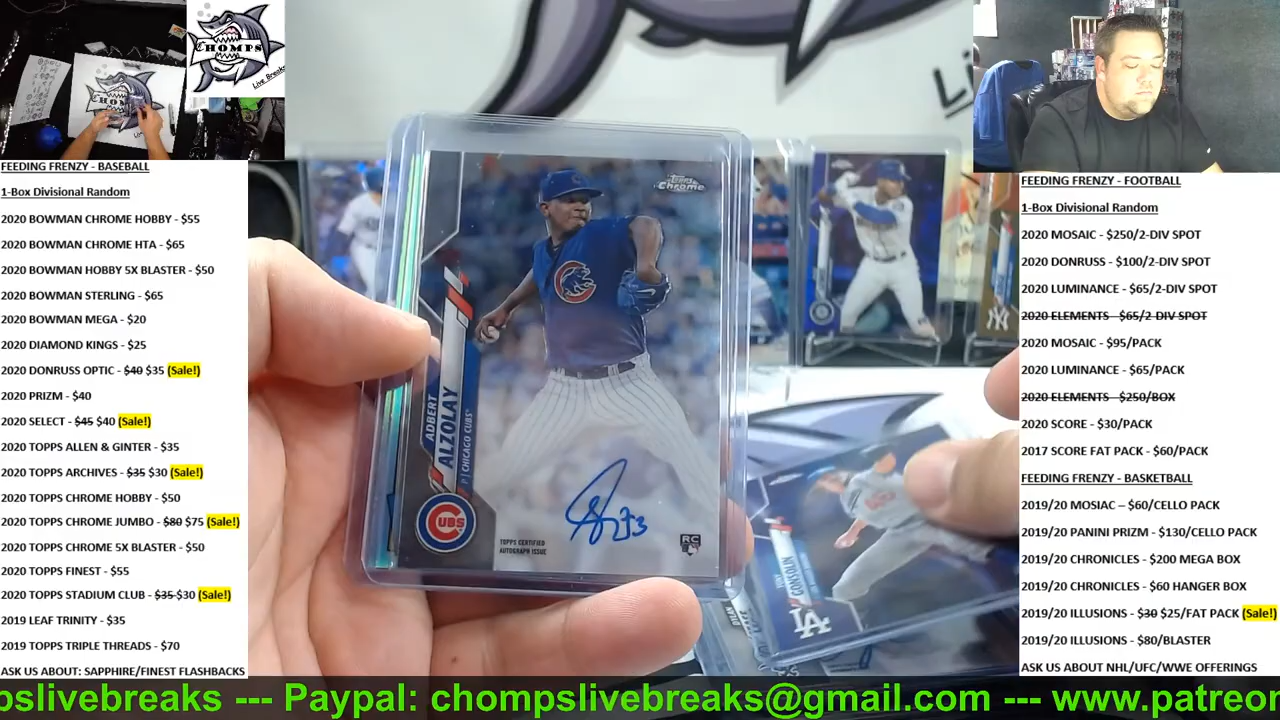 CHOMPS
Live Breaks
FEEDING FRENZY - BASEBALL
1-Box Divisional Random
2020 BOWMAN CHROME HOBBY - $55
2020 BOWMAN CHROME HTA - $65
2020 BOWMAN HOBBY 5X BLASTER - $50
2020 BOWMAN STERLING - $65
2020 BOWMAN MEGA - $20
2020 DIAMOND KINGS - $25
2020 DONRUSS OPTIC - $40 $35 (Sale!)
2020 PRIZM - $40
2020 SELECT - $45 $40 (Sale!)
2020 TOPPS ALLEN & GINTER - $35
2020 TOPPS ARCHIVES - $35 $30 (Sale!)
2020 TOPPS CHROME HOBBY - $50
2020 TOPPS CHROME JUMBO - $80 $75 (Sale!)
2020 TOPPS CHROME 5X BLASTER - $50
2020 TOPPS FINEST - $55
2020 TOPPS STADIUM CLUB - $35 $30 (Sale!)
2019 LEAF TRINITY - $35
2019 TOPPS TRIPLE THREADS - $70
ASK US ABOUT: SAPPHIRE/FINEST FLASHBACKS
Li
Topps
Chrome
ADBERT
ALZOLAY
P | CHICAGO CUBS
CUBS
TOPPS CERTIFIED
AUTOGRAPH ISSUE
RC
GONSOLIN
LA
FEEDING FRENZY - FOOTBALL
1-Box Divisional Random
2020 MOSAIC - $250/2-DIV SPOT
2020 DONRUSS - $100/2-DIV SPOT
2020 LUMINANCE - $65/2-DIV SPOT
2020 ELEMENTS - $65/2-DIV SPOT
2020 MOSAIC - $95/PACK
2020 LUMINANCE - $65/PACK
2020 ELEMENTS - $250/BOX
2020 SCORE - $30/PACK
2017 SCORE FAT PACK - $60/PACK
FEEDING FRENZY - BASKETBALL
2019/20 MOSIAC – $60/CELLO PACK
2019/20 PANINI PRIZM - $130/CELLO PACK
2019/20 CHRONICLES - $200 MEGA BOX
2019/20 CHRONICLES - $60 HANGER BOX
2019/20 ILLUSIONS - $30 $25/FAT PACK (Sale!)
2019/20 ILLUSIONS - $80/BLASTER
ASK US ABOUT NHL/UFC/WWE OFFERINGS
pslivebreaks --- Paypal: chompslivebreaks@gmail.com --- www.patreor